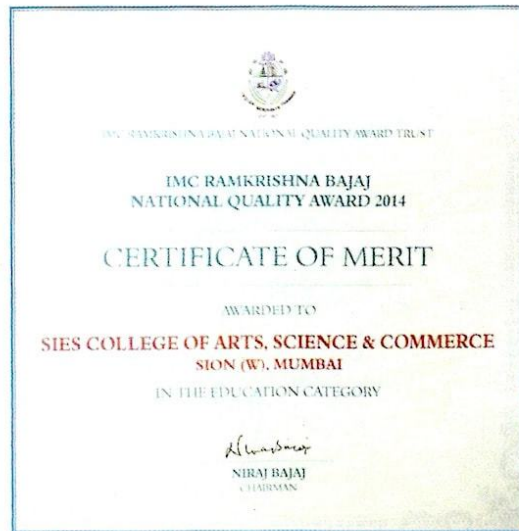 IMC RAMKRISHNA BAJAJ NATIONAL QUALITY AWARD TRUST
IMC RAMKRISHNA BAJAJ
NATIONAL QUALITY AWARD 2014
CERTIFICATE OF MERIT
AWARDED TO
SIES COLLEGE OF ARTS, SCIENCE & COMMERCE
SION (W), MUMBAI
IN THE EDUCATION CATEGORY
NIRAJ BAJAJ
CHAIRMAN